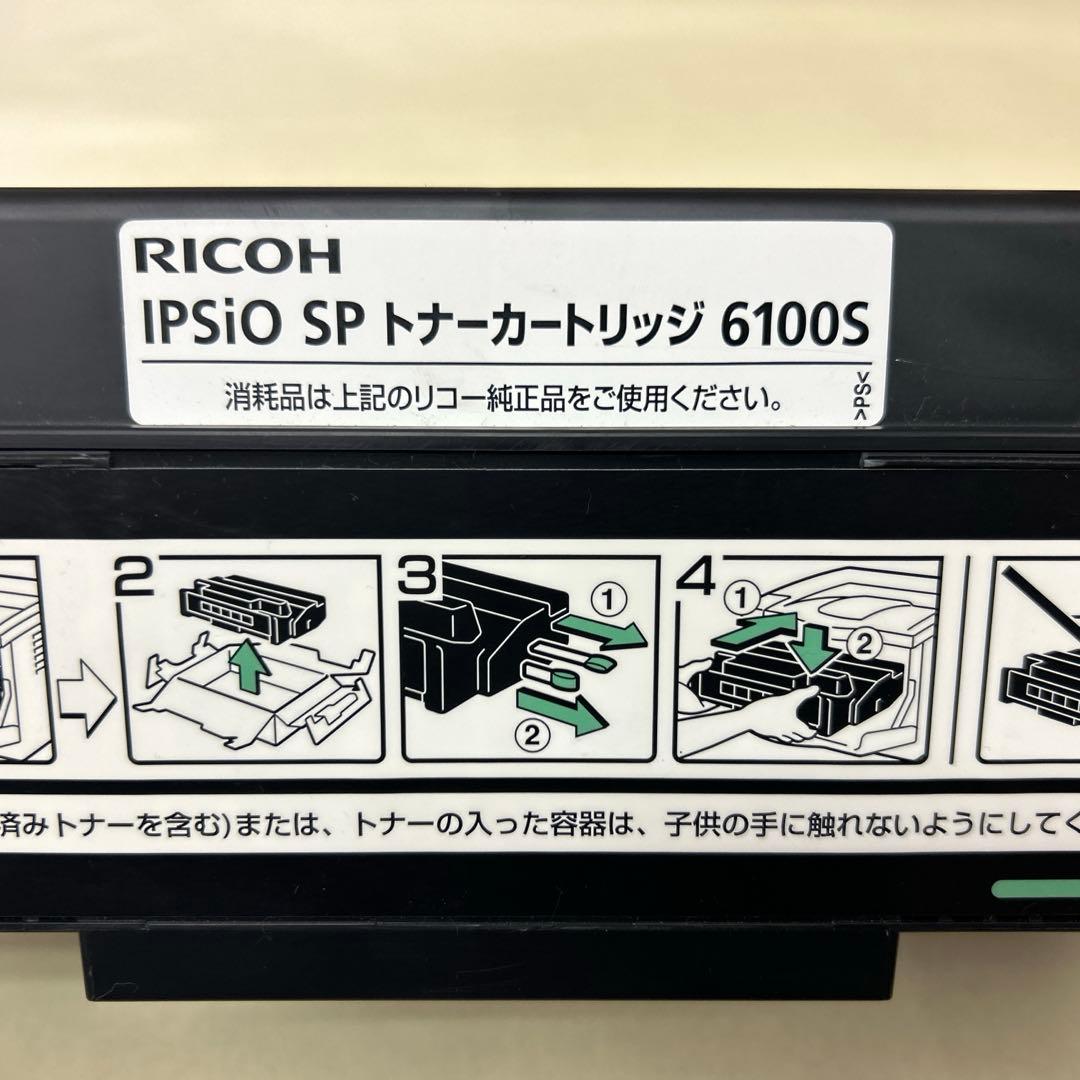 RICOH
IPSiO SP トナーカートリッジ 6100S
消耗品は上記のリコー純正品をご使用ください。
>PS<
2
3
①
②
4
①
②
済みトナーを含む)または、トナーの入った容器は、子供の手に触れないようにしてく